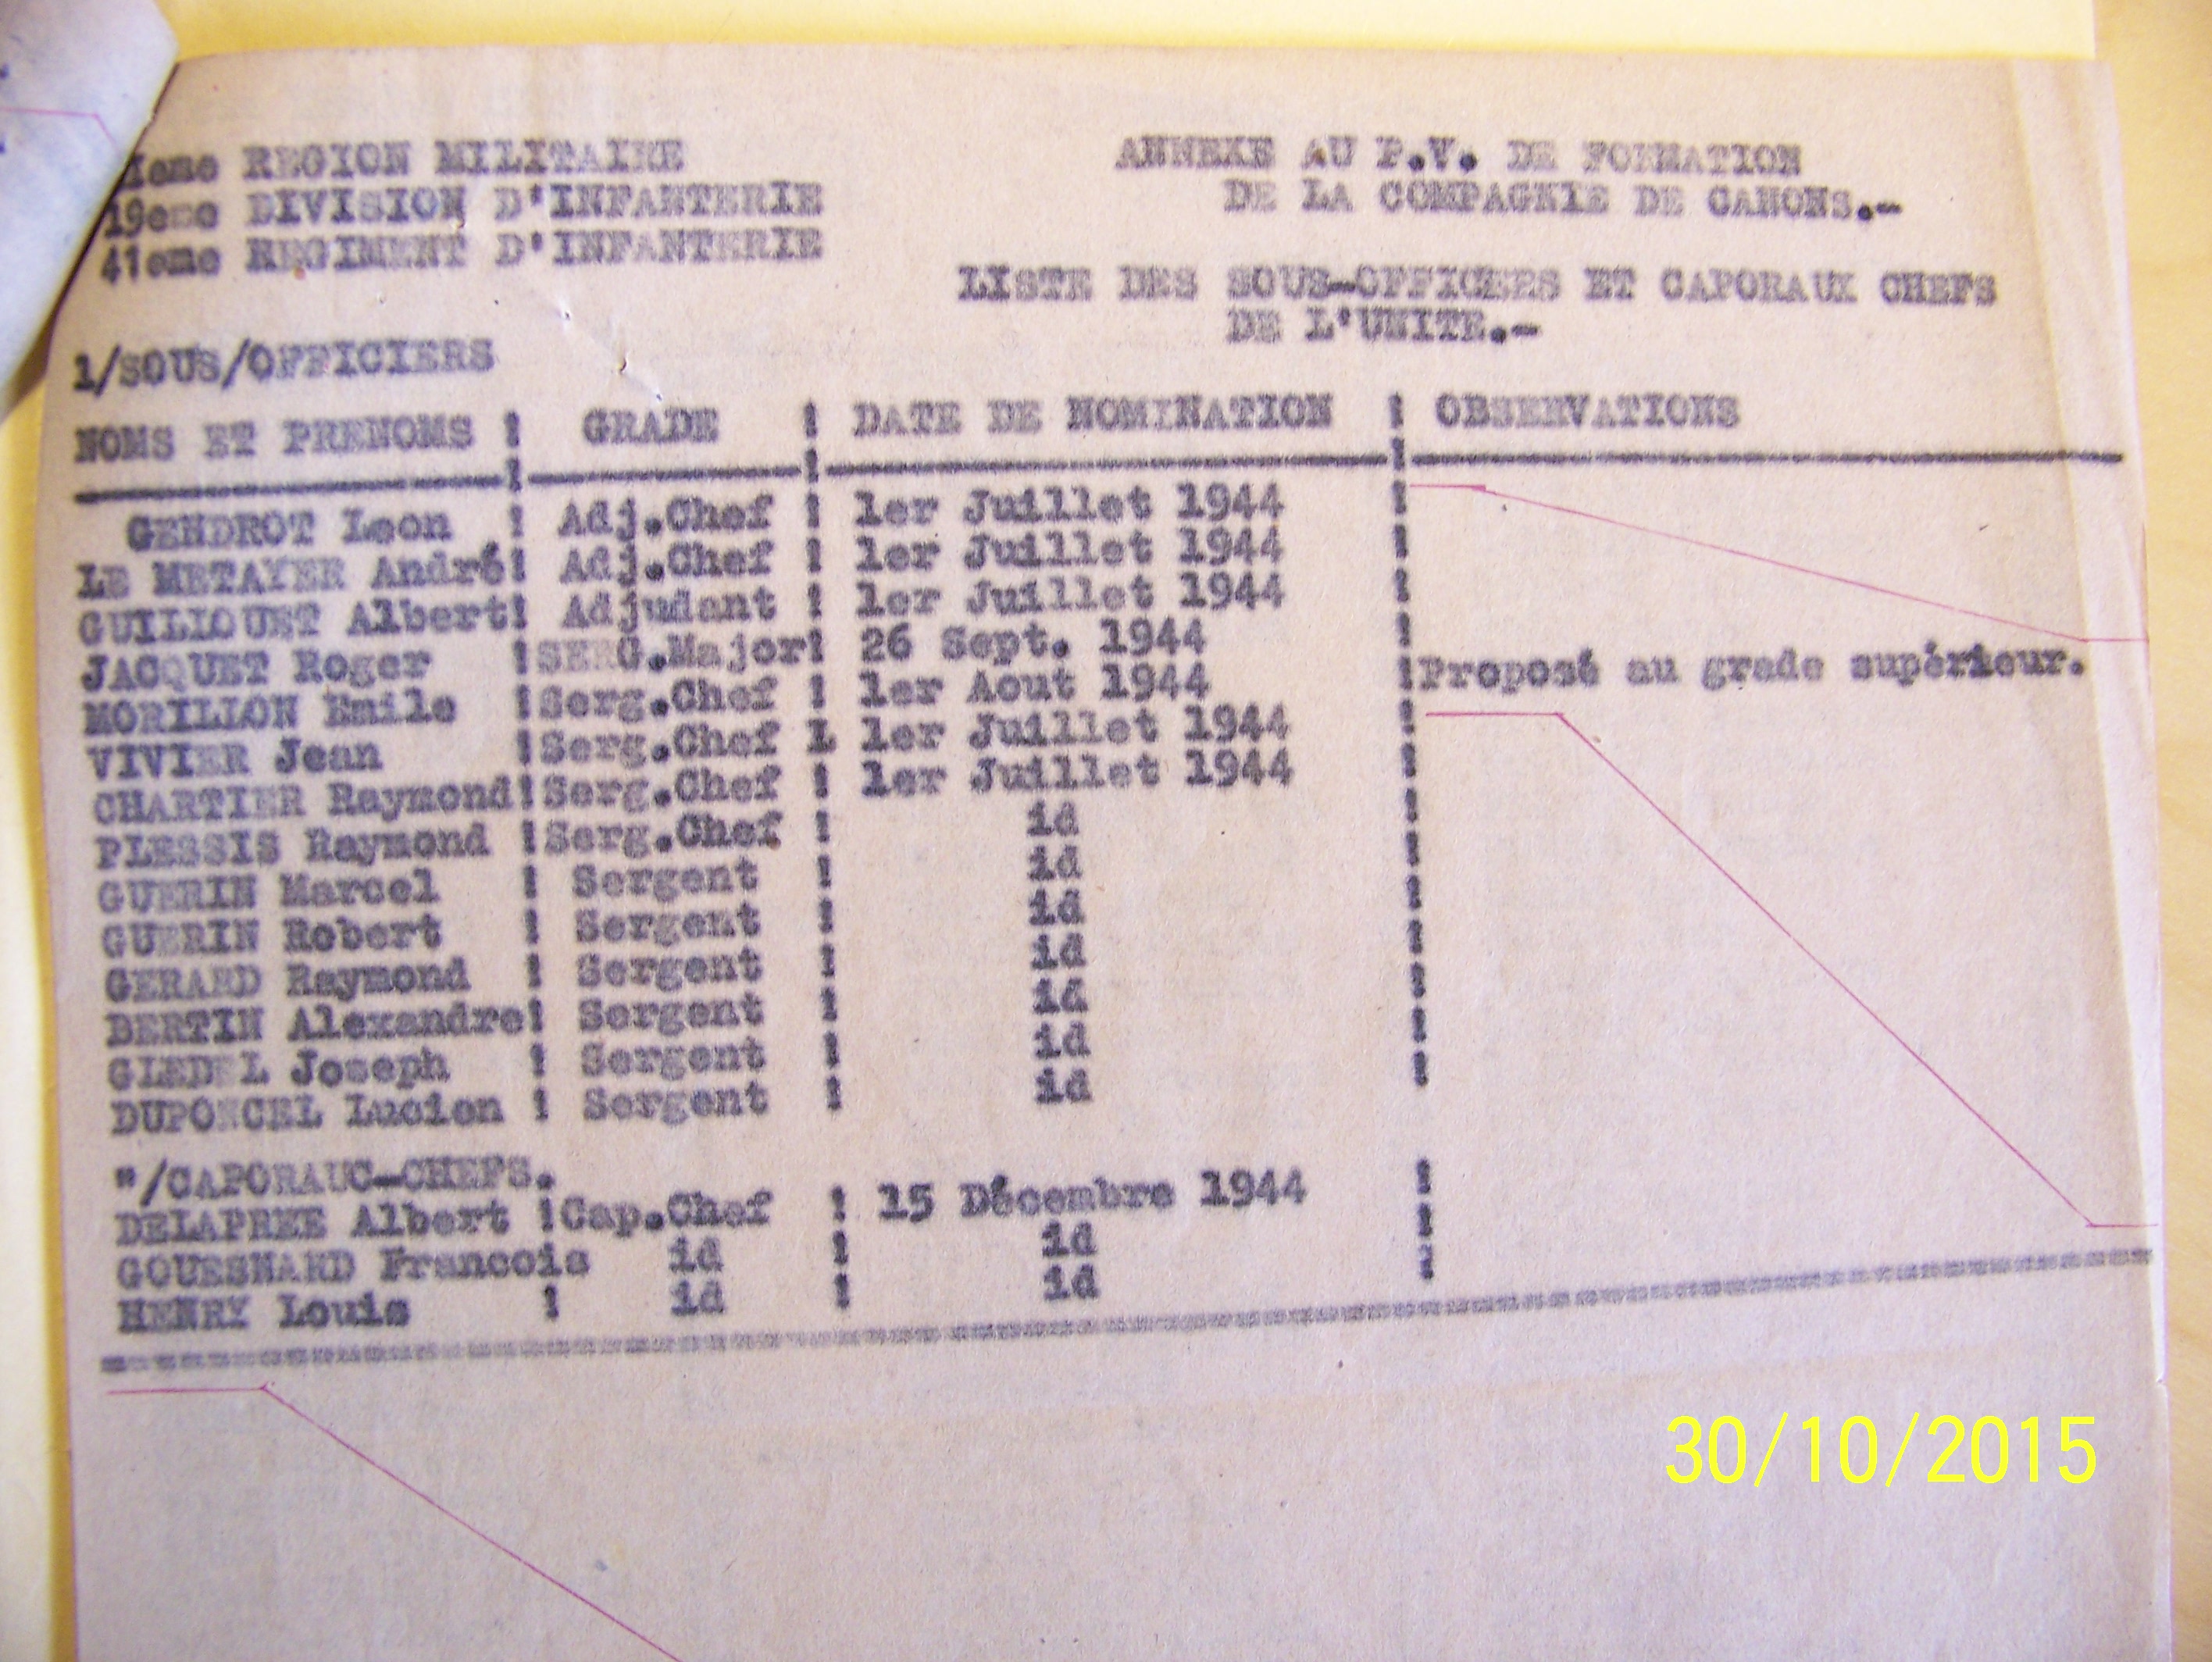 Ieme REGION MILITAIRE
19eme DIVISION D'INFANTERIE
41eme REGIMENT D'INFANTERIE
ANNEXE AU P.V. DE FORMATION
DE LA COMPAGNIE DE CANONS.-
LISTE DES SOUS-OFFICERS ET CAPORAUX CHEFS
DE L'UNITE.-
1/SOUS/OFFICIERS
NOMS ET PRENOMS ! GRADE ! DATE DE NOMINATION ! OBSERVATIONS
GENDROT Leon ! Adj.Chef ! 1er Juillet 1944 !
LE METAYER André! Adj.Chef ! 1er Juillet 1944 !
GUILLOUET Albert! Adjudant ! 1er Juillet 1944 !
JACQUET Roger !SERG.Major! 26 Sept. 1944 !
MORILLON Emile !Serg.Chef ! 1er Aout 1944 !Proposé au grade supérieur.
VIVIER Jean !Serg.Chef L 1er Juillet 1944 !
CHARTIER Raymond!Serg.Chef ! 1er Juillet 1944 !
PLESSIS Raymond !Serg.Chef ! id !
GUERIN Marcel ! Sergent ! id !
GUERIN Robert ! Sergent ! id !
GERARD Raymond ! Sergent ! id !
BERTIN Alexandre! Sergent ! id !
Joseph ! Sergent ! id !
DUPONCEL Lucien ! Sergent ! id !
"/CAPORAUC-CHEFS.
DELAPREE Albert !Cap.Chef ! 15 Décembre 1944 !
GOUESNARD Francois id ! id !
HENRY Louis ! id ! id !
30/10/2015